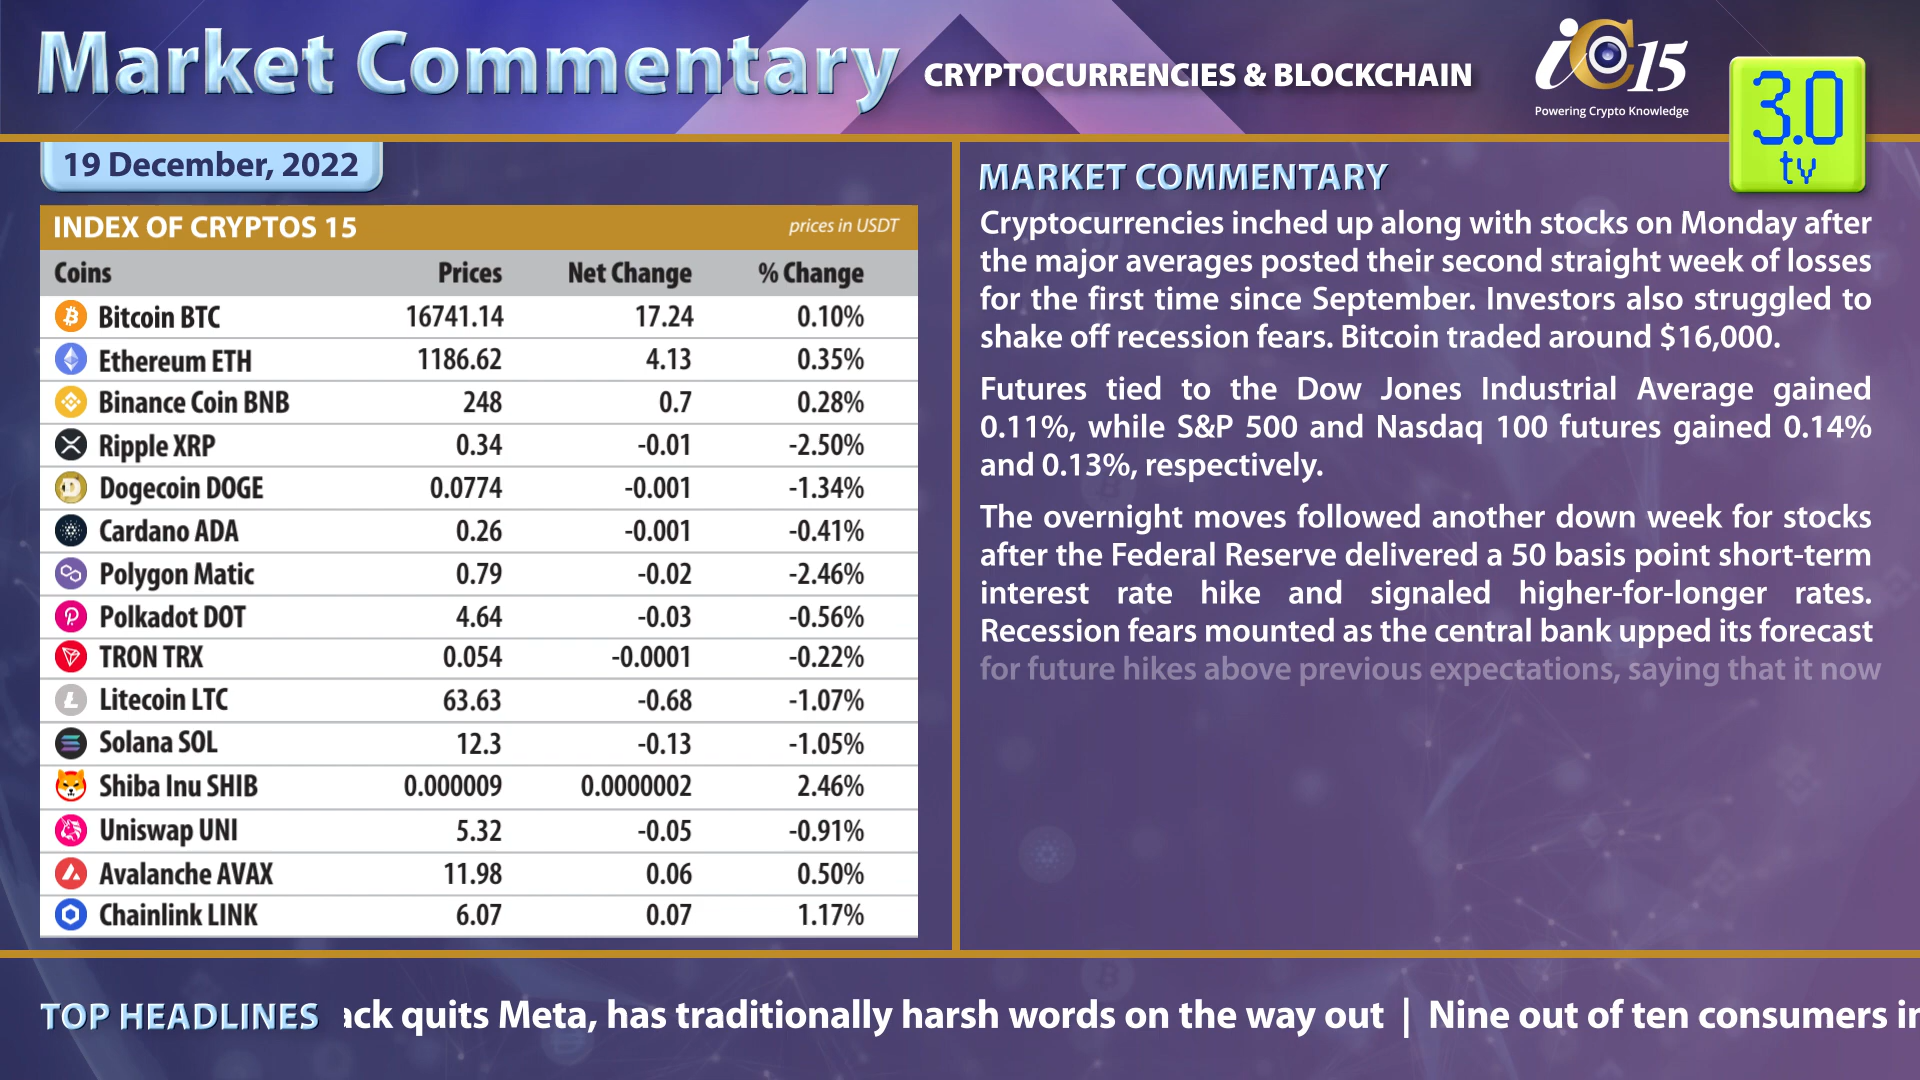 Market Commentary
CRYPTOCURRENCIES & BLOCKCHAIN
iC15
Powering Crypto Knowledge
3.0
tv
19 December, 2022
INDEX OF CRYPTOS 15 prices in USDT
Coins Prices Net Change % Change
Bitcoin BTC 16741.14 17.24 0.10%
Ethereum ETH 1186.62 4.13 0.35%
Binance Coin BNB 248 0.7 0.28%
Ripple XRP 0.34 -0.01 -2.50%
Dogecoin DOGE 0.0774 -0.001 -1.34%
Cardano ADA 0.26 -0.001 -0.41%
Polygon Matic 0.79 -0.02 -2.46%
Polkadot DOT 4.64 -0.03 -0.56%
TRON TRX 0.054 -0.0001 -0.22%
Litecoin LTC 63.63 -0.68 -1.07%
Solana SOL 12.3 -0.13 -1.05%
Shiba Inu SHIB 0.000009 0.0000002 2.46%
Uniswap UNI 5.32 -0.05 -0.91%
Avalanche AVAX 11.98 0.06 0.50%
Chainlink LINK 6.07 0.07 1.17%
MARKET COMMENTARY
Cryptocurrencies inched up along with stocks on Monday after
the major averages posted their second straight week of losses
for the first time since September. Investors also struggled to
shake off recession fears. Bitcoin traded around $16,000.
Futures tied to the Dow Jones Industrial Average gained
0.11%, while S&P 500 and Nasdaq 100 futures gained 0.14%
and 0.13%, respectively.
The overnight moves followed another down week for stocks
after the Federal Reserve delivered a 50 basis point short-term
interest rate hike and signaled higher-for-longer rates.
Recession fears mounted as the central bank upped its forecast
for future hikes above previous expectations, saying that it now
TOP HEADLINES ack quits Meta, has traditionally harsh words on the way out | Nine out of ten consumers in